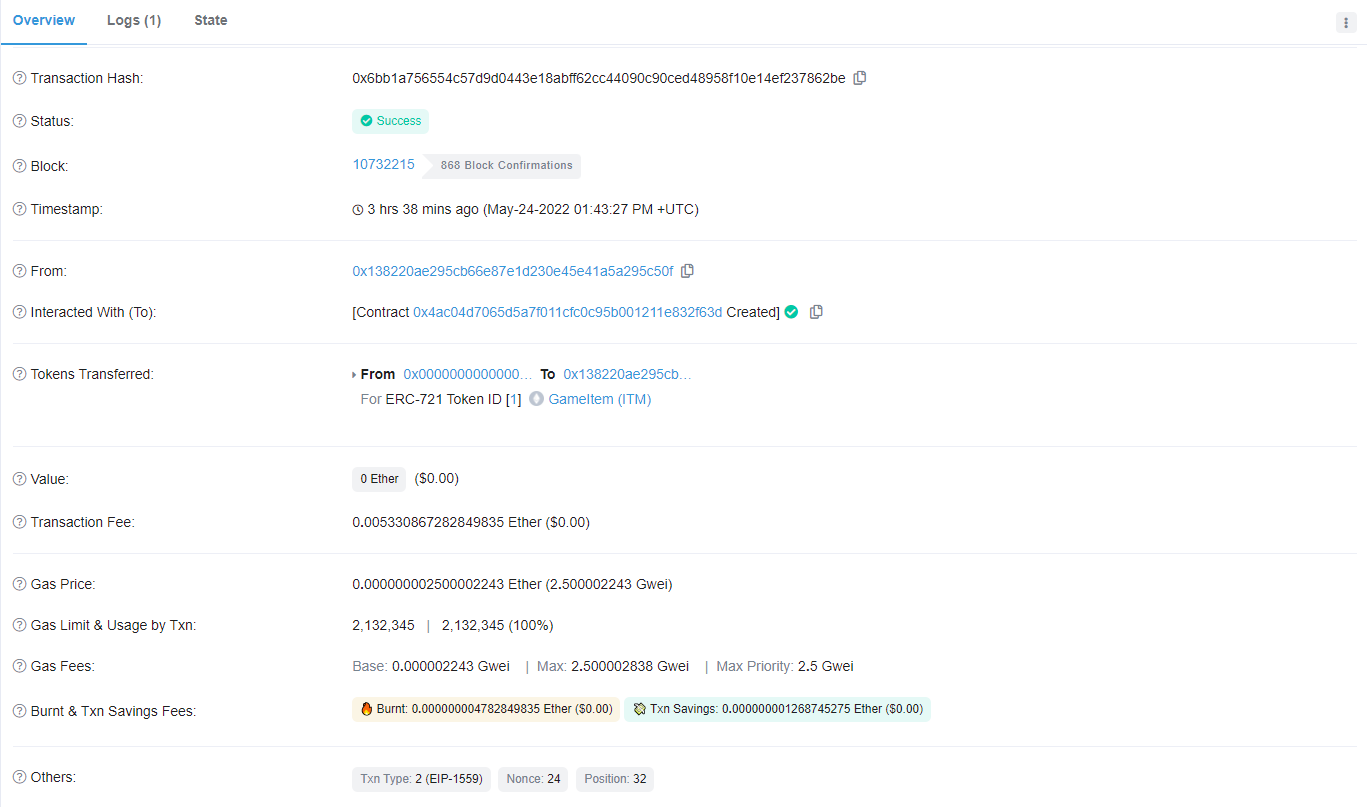 Overview Logs (1) State
Transaction Hash: 0x6bb1a756554c57d9d0443e18abff62cc44090c90ced48958f10e14ef237862be
Status: Success
Block: 10732215 868 Block Confirmations
Timestamp: 3 hrs 38 mins ago (May-24-2022 01:43:27 PM +UTC)
From: 0x138220ae295cb66e87e1d230e45e41a5a295c50f
Interacted With (To): [Contract 0x4ac04d7065d5a7f011cfc0c95b001211e832f63d Created]
Tokens Transferred: From 0x0000000000000... To 0x138220ae295cb...
For ERC-721 Token ID [1] GameItem (ITM)
Value: 0 Ether ($0.00)
Transaction Fee: 0.005330867282849835 Ether ($0.00)
Gas Price: 0.000000002500002243 Ether (2.500002243 Gwei)
Gas Limit & Usage by Txn: 2,132,345 | 2,132,345 (100%)
Gas Fees: Base: 0.000002243 Gwei | Max: 2.500002838 Gwei | Max Priority: 2.5 Gwei
Burnt & Txn Savings Fees: Burnt: 0.000000004782849835 Ether ($0.00) Txn Savings: 0.000000001268745275 Ether ($0.00)
Others: Txn Type: 2 (EIP-1559) Nonce: 24 Position: 32